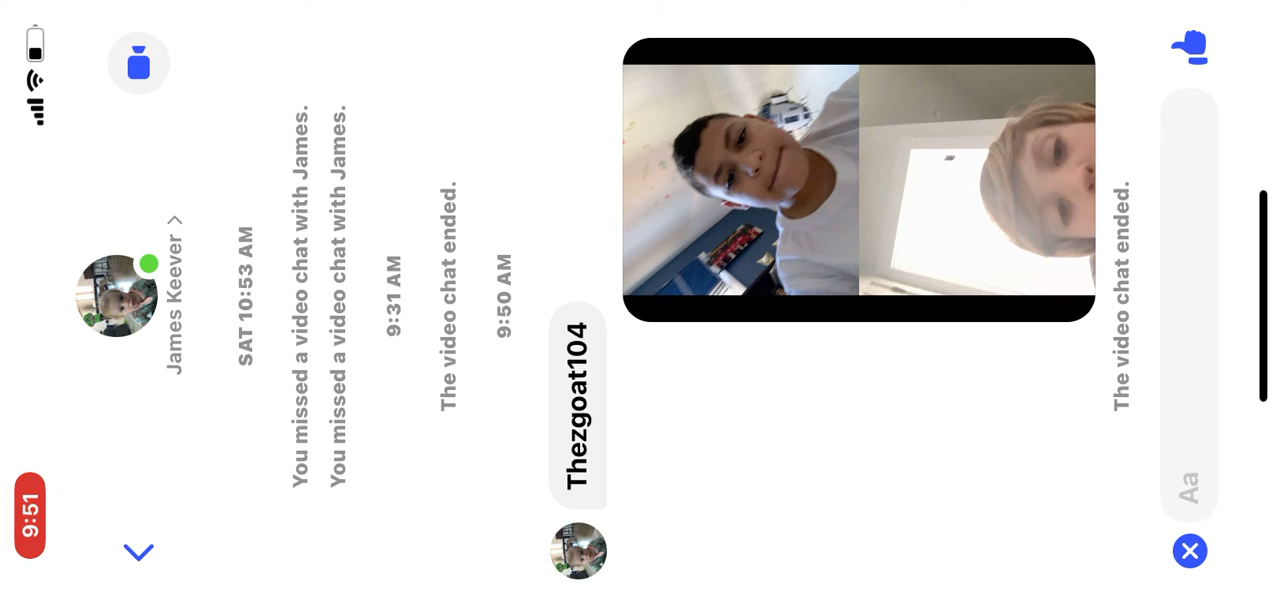 9:51
James Keever >
SAT 10:53 AM
You missed a video chat with James.
You missed a video chat with James.
9:31 AM
The video chat ended.
9:50 AM
Thezgoat104
The video chat ended.
Aa